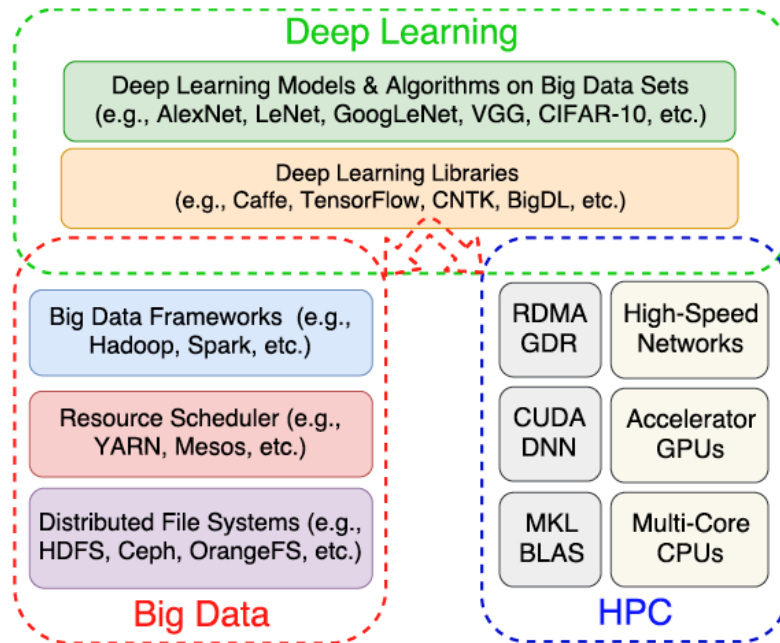 Deep Learning
Deep Learning Models & Algorithms on Big Data Sets
(e.g., AlexNet, LeNet, GoogLeNet, VGG, CIFAR-10, etc.)
Deep Learning Libraries
(e.g., Caffe, TensorFlow, CNTK, BigDL, etc.)
Big Data Frameworks (e.g.,
Hadoop, Spark, etc.)
Resource Scheduler (e.g.,
YARN, Mesos, etc.)
Distributed File Systems (e.g.,
HDFS, Ceph, OrangeFS, etc.)
Big Data
RDMA
GDR
High-Speed
Networks
CUDA
DNN
Accelerator
GPUs
MKL
BLAS
Multi-Core
CPUs
HPC